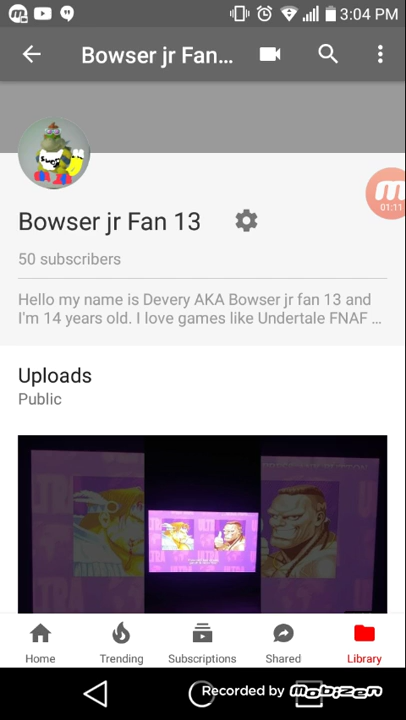 3:04 PM
Bowser jr Fan...
01:11
Bowser jr Fan 13
50 subscribers
Hello my name is Devery AKA Bowser jr fan 13 and
I'm 14 years old. I love games like Undertale FNAF ...
Uploads
Public
Home
Trending
Subscriptions
Shared
Library
Recorded by mobizen